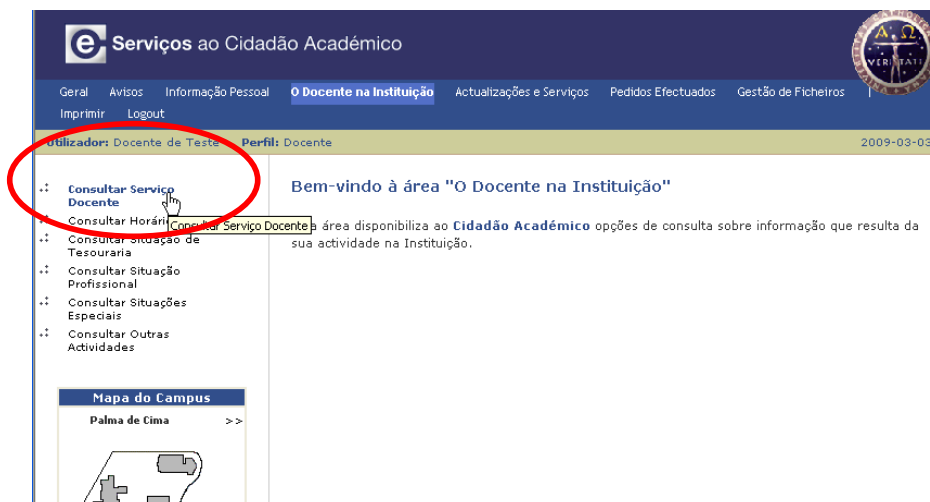 e Serviços ao Cidadão Académico
VERITATI
Geral Avisos Informação Pessoal O Docente na Instituição Actualizações e Serviços Pedidos Efectuados Gestão de Ficheiros |
Imprimir Logout
Utilizador: Docente de Teste Perfil: Docente 2009-03-03
Consultar Serviço
Docente
Consultar Horário
Consultar Serviço Docente
Consultar Situação de
Tesouraria
Consultar Situação
Profissional
Consultar Situações
Especiais
Consultar Outras
Actividades
Mapa do Campus
Palma de Cima >>
Bem-vindo à área "O Docente na Instituição"
a área disponibiliza ao Cidadão Académico opções de consulta sobre informação que resulta da
sua actividade na Instituição.